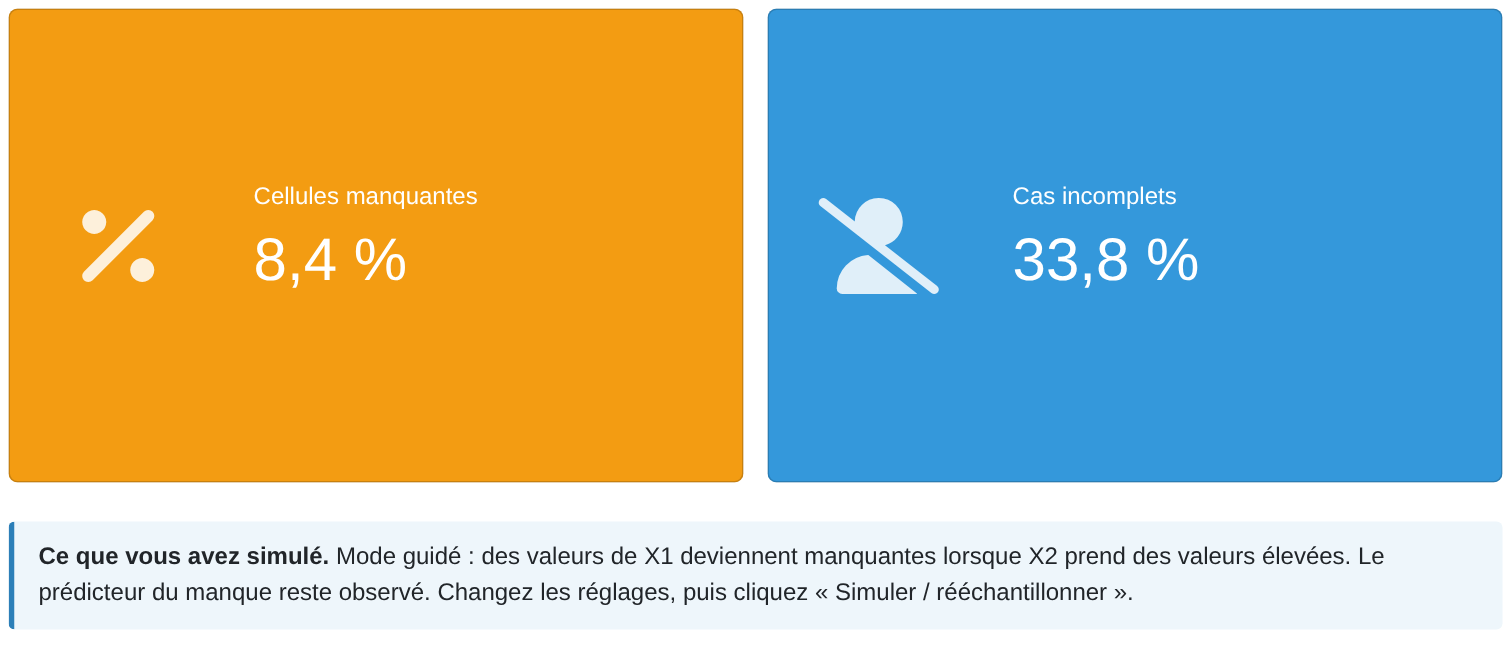 Cellules manquantes
8,4 %
Cas incomplets
33,8 %
Ce que vous avez simulé. Mode guidé : des valeurs de X1 deviennent manquantes lorsque X2 prend des valeurs élevées. Le
prédicteur du manque reste observé. Changez les réglages, puis cliquez « Simuler / rééchantillonner ».